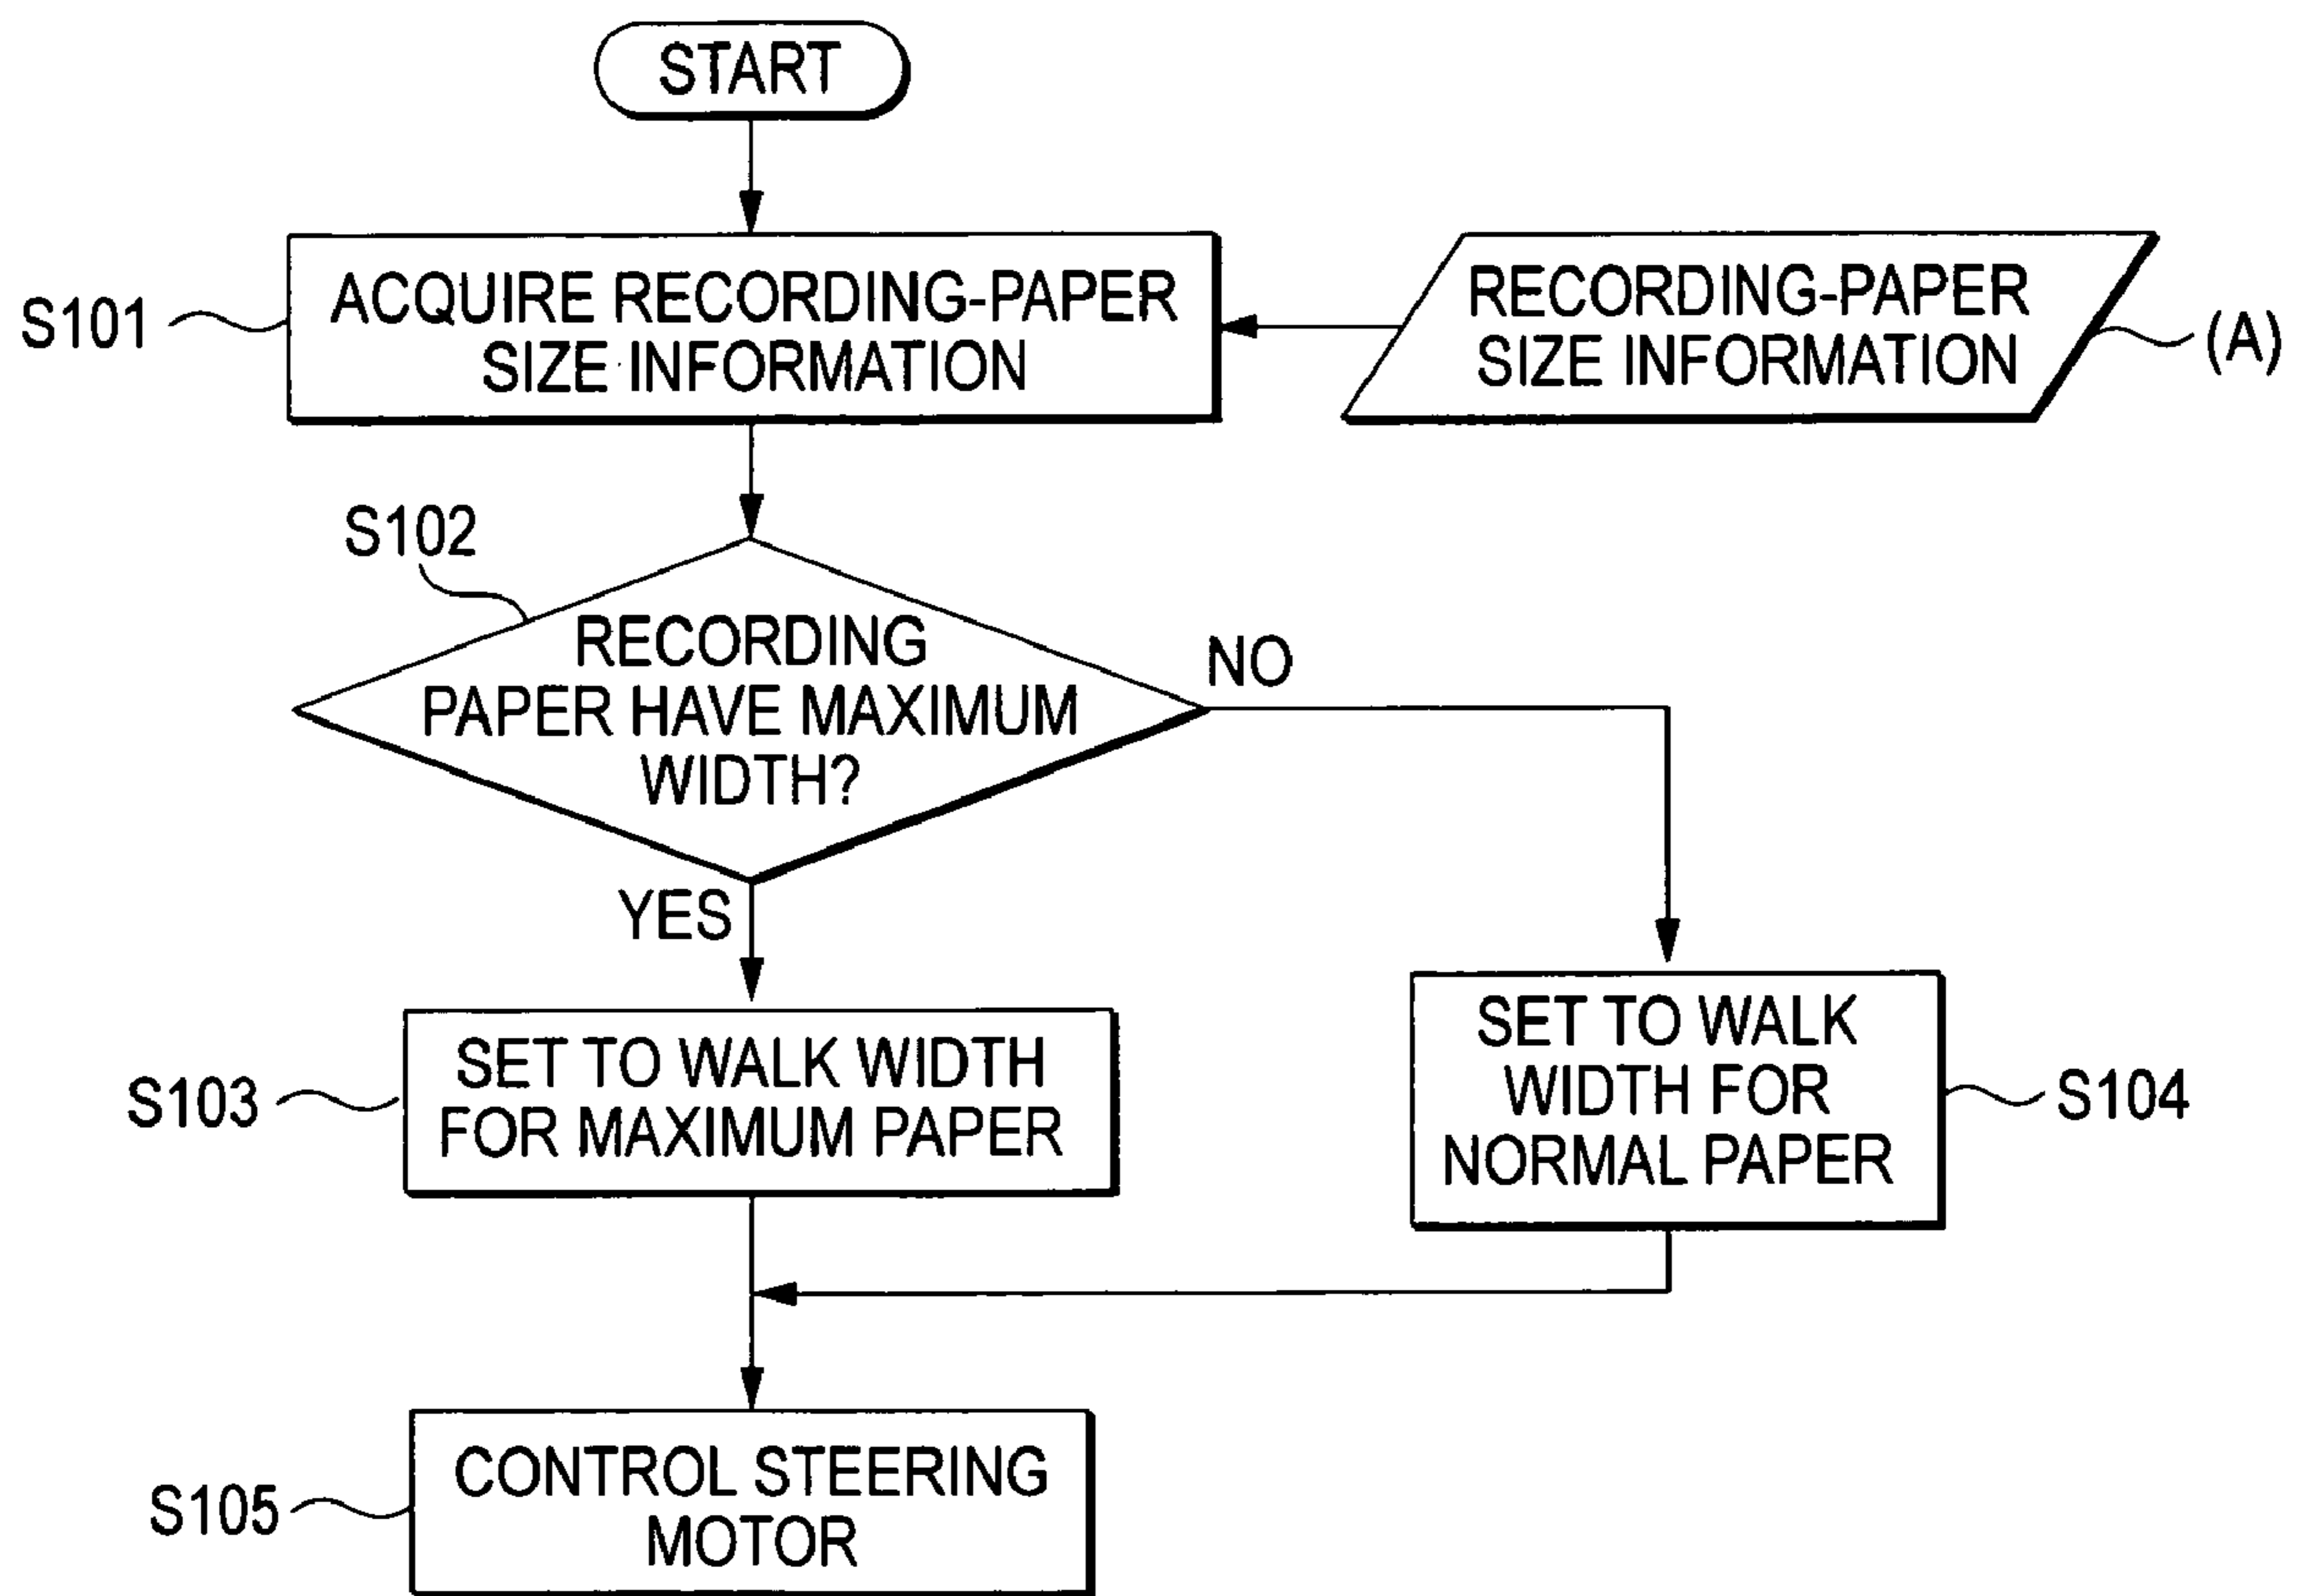 START
S101
ACQUIRE RECORDING-PAPER
SIZE INFORMATION
RECORDING-PAPER
SIZE INFORMATION
(A)
S102
RECORDING
PAPER HAVE MAXIMUM
WIDTH?
NO
YES
S103
SET TO WALK WIDTH
FOR MAXIMUM PAPER
SET TO WALK
WIDTH FOR
NORMAL PAPER
S104
S105
CONTROL STEERING
MOTOR